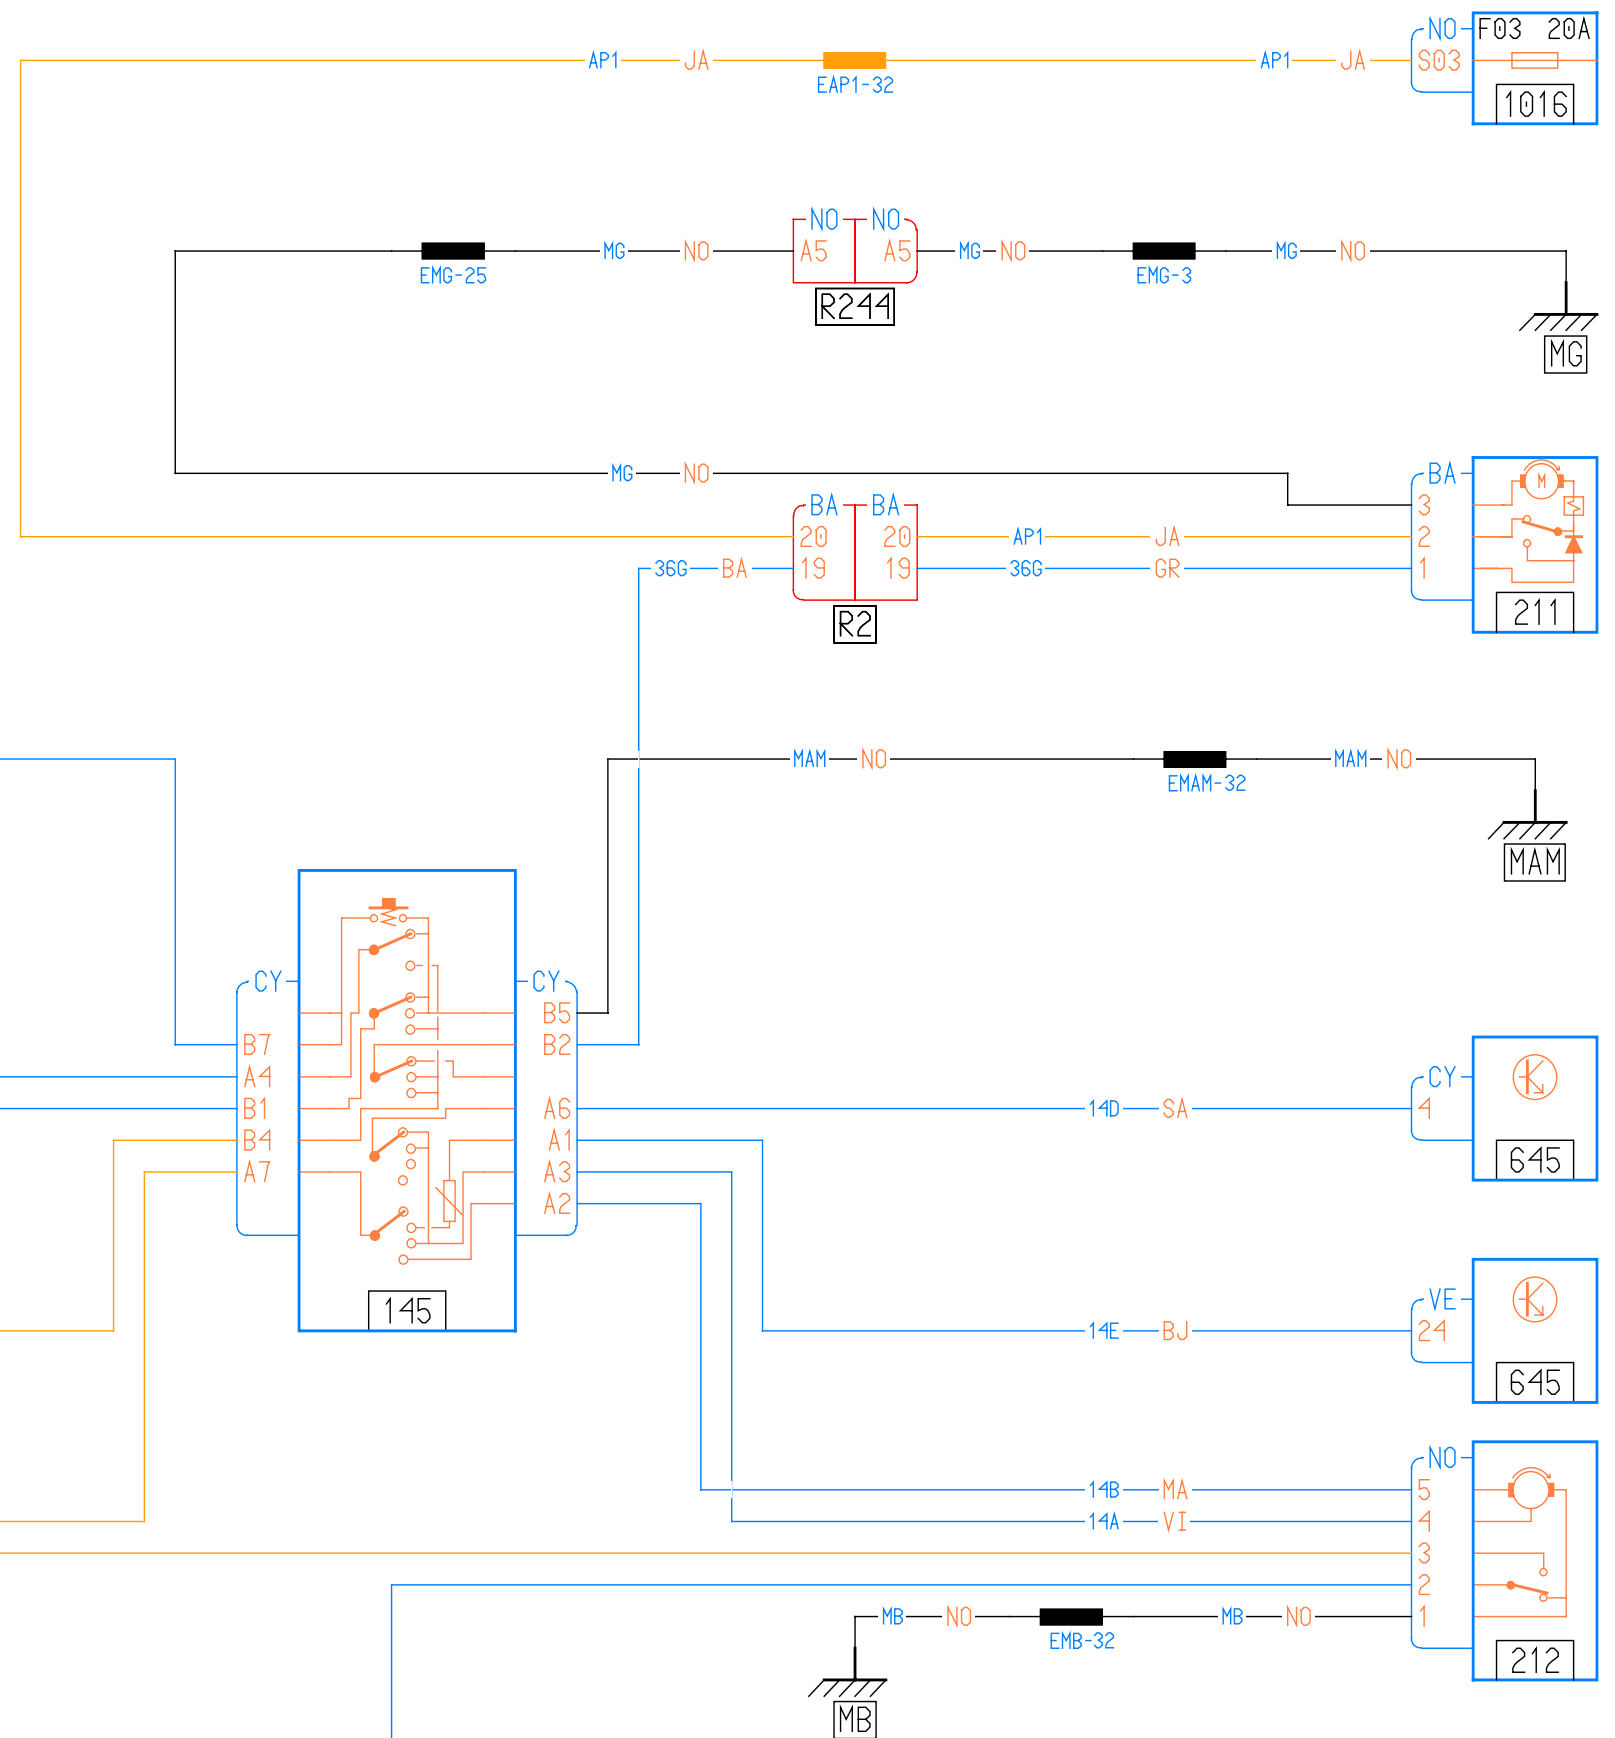 NO F03 20A
AP1 JA AP1 JA S03
EAP1-32
1016
NO NO
MG NO A5 A5 MG NO MG NO
EMG-25 EMG-3
R244
MG
MG NO BA M
3
BA BA
20 20 AP1 JA 2
36G BA 19 19 36G GR 1
R2 211
MAM NO MAM NO
EMAM-32
MAM
CY CY
B5
B7 B2
A4 CY
B1 A6 14D SA 4
B4 A1
A7 A3 645
A2
145 VE
14E BJ 24
645
NO
14B MA 5
14A VI 4
3
2
MB NO MB NO 1
EMB-32
212
MB